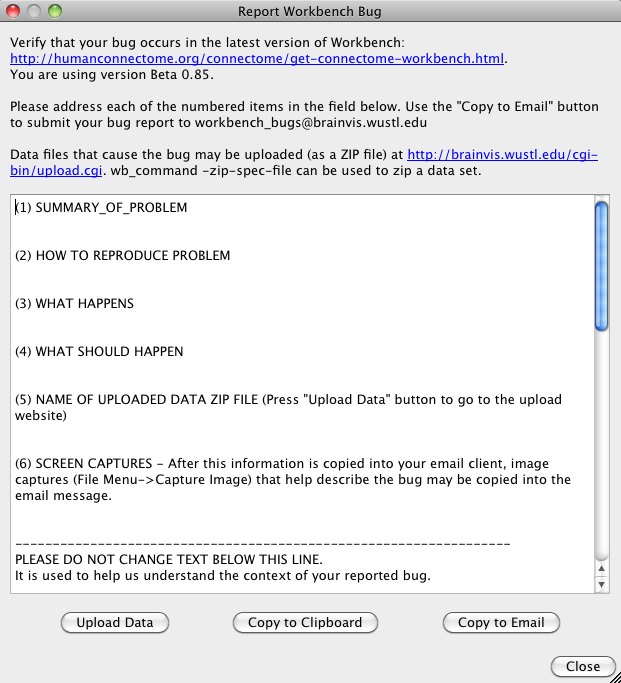 Report Workbench Bug
Verify that your bug occurs in the latest version of Workbench:
http://humanconnectome.org/connectome/get-connectome-workbench.html.
You are using version Beta 0.85.
Please address each of the numbered items in the field below. Use the "Copy to Email" button
to submit your bug report to workbench_bugs@brainvis.wustl.edu
Data files that cause the bug may be uploaded (as a ZIP file) at http://brainvis.wustl.edu/cgi-
bin/upload.cgi. wb_command -zip-spec-file can be used to zip a data set.
(1) SUMMARY_OF_PROBLEM
(2) HOW TO REPRODUCE PROBLEM
(3) WHAT HAPPENS
(4) WHAT SHOULD HAPPEN
(5) NAME OF UPLOADED DATA ZIP FILE (Press "Upload Data" button to go to the upload
website)
(6) SCREEN CAPTURES - After this information is copied into your email client, image
captures (File Menu->Capture Image) that help describe the bug may be copied into the
email message.
------------------------------------------------------------------
PLEASE DO NOT CHANGE TEXT BELOW THIS LINE.
It is used to help us understand the context of your reported bug.
Upload Data
Copy to Clipboard
Copy to Email
Close